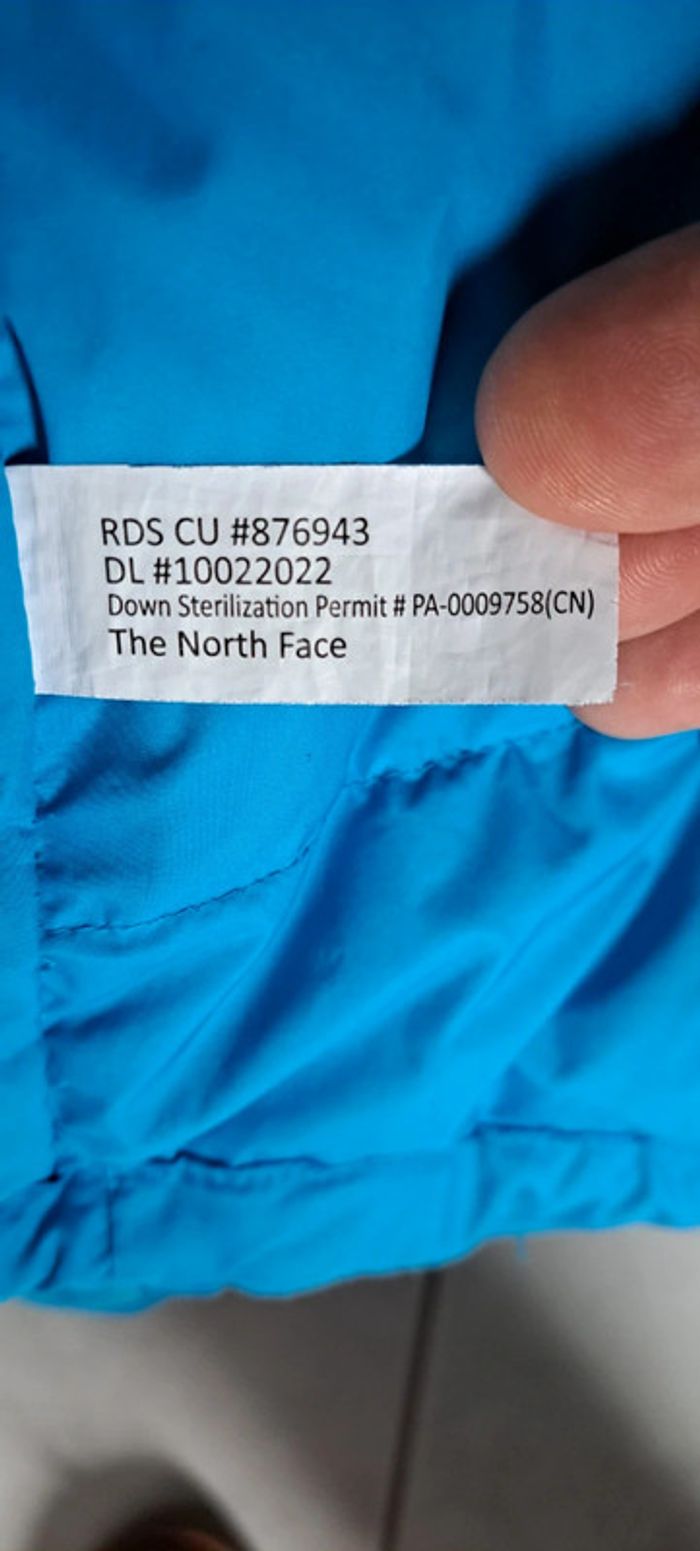 RDS CU #876943
DL #10022022
Down Sterilization Permit # PA-0009758(CN)
The North Face